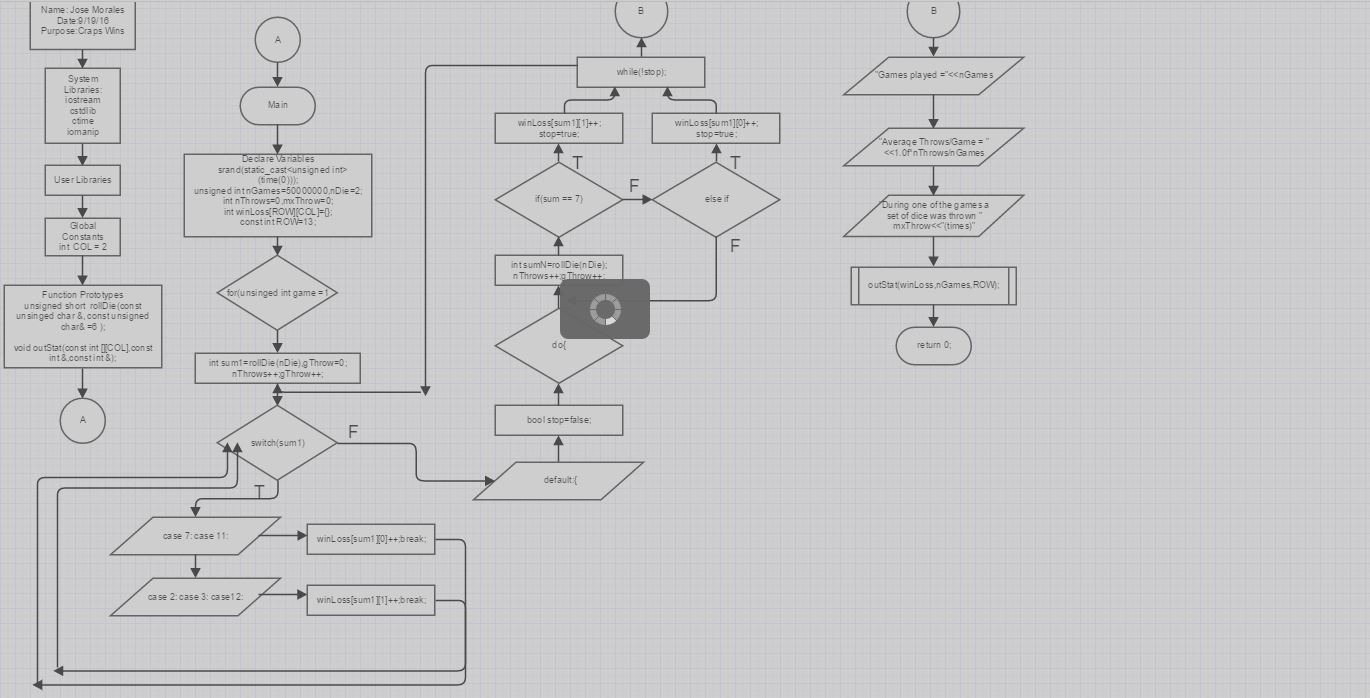 Name: Jose Morales
Date:9/19/16
Purpose:Craps Wins
System
Libraries:
iostream
cstdlib
ctime
iomanip
User Libraries
Global
Constants
int COL = 2
Function Prototypes
unsigned short rollDie(const
unsinged char &,const unsigned
char& =6 );
void outStat(const int [][COL],const
int &,const int &);
A
A
Main
Declare Variables
srand(static_cast<unsigned int>
(time(0)));
unsigned int nGames=50000000,nDie=2;
int nThrows=0,mxThrow=0;
int winLoss[ROW][COL]={};
const int ROW=13;
for(unsinged int game =1
int sum1=rollDie(nDie),gThrow=0;
nThrows++;gThrow++;
switch(sum1)
F
T
case 7: case 11:
winLoss[sum1][0]++;break;
case 2: case 3: case12:
winLoss[sum1][1]++;break;
B
while(!stop);
winLoss[sum1][1]++;
stop=true;
winLoss[sum1][0]++;
stop=true;
T
T
if(sum == 7)
F
else if
F
int sumN=rollDie(nDie);
nThrows++;gThrow++;
do{
bool stop=false;
default:{
B
"Games played ="<<nGames
"Average Throws/Game = "
<<1.0f*nThrows/nGames
"During one of the games a
set of dice was thrown "
mxThrow<<"(times)"
outStat(winLoss,nGames,ROW);
return 0;